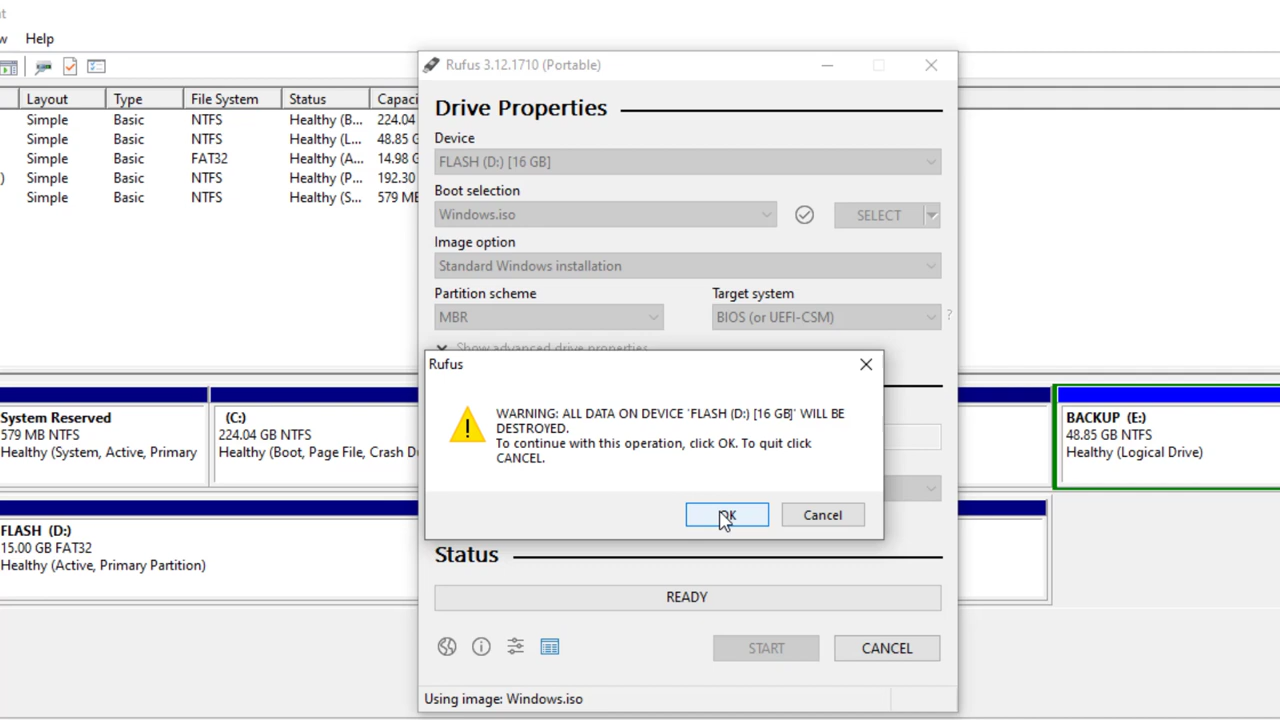 nt
w Help
Layout Type File System Status Capaci
Simple Basic NTFS Healthy (B... 224.04
Simple Basic NTFS Healthy (L... 48.85 G
Simple Basic FAT32 Healthy (A... 14.98 G
) Simple Basic NTFS Healthy (P... 192.30
Simple Basic NTFS Healthy (S... 579 MB
System Reserved
579 MB NTFS
Healthy (System, Active, Primary
(C:)
224.04 GB NTFS
Healthy (Boot, Page File, Crash Du
BACKUP (E:)
48.85 GB NTFS
Healthy (Logical Drive)
FLASH (D:)
15.00 GB FAT32
Healthy (Active, Primary Partition)
Rufus 3.12.1710 (Portable)
Drive Properties
Device
FLASH (D:) [16 GB]
Boot selection
Windows.iso SELECT
Image option
Standard Windows installation
Partition scheme Target system
MBR BIOS (or UEFI-CSM) ?
Show advanced drive properties
Rufus
WARNING: ALL DATA ON DEVICE 'FLASH (D:) [16 GB]' WILL BE
DESTROYED.
To continue with this operation, click OK. To quit click
CANCEL.
OK Cancel
Status
READY
START CANCEL
Using image: Windows.iso